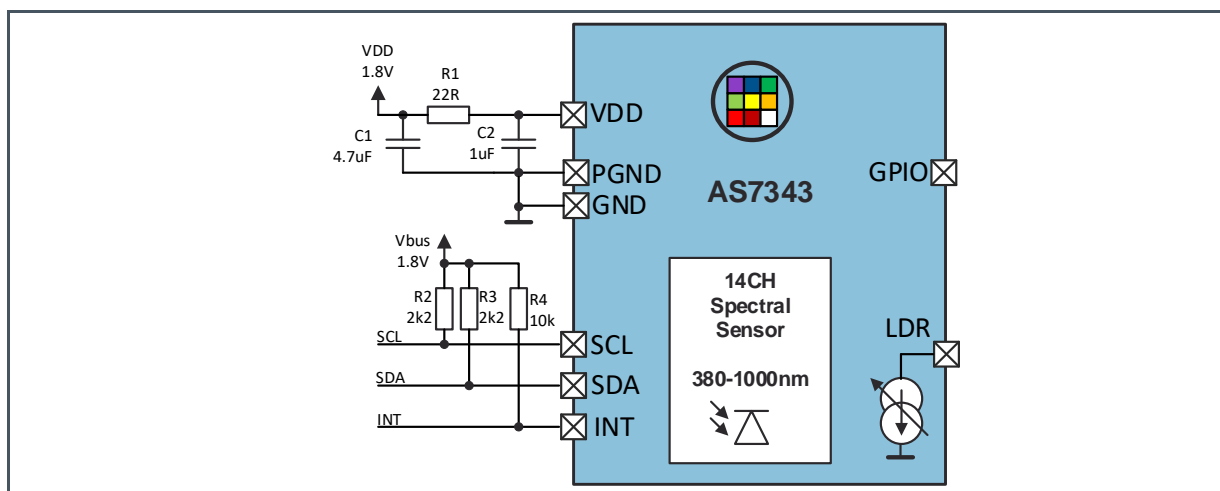 VDD
1.8V
R1
22R
C1
4.7uF
C2
1uF
VDD
PGND
GND
AS7343
GPIO
Vbus
1.8V
R2
2k2
R3
2k2
R4
10k
SCL
SDA
INT
SCL
SDA
INT
14CH
Spectral
Sensor
380-1000nm
LDR